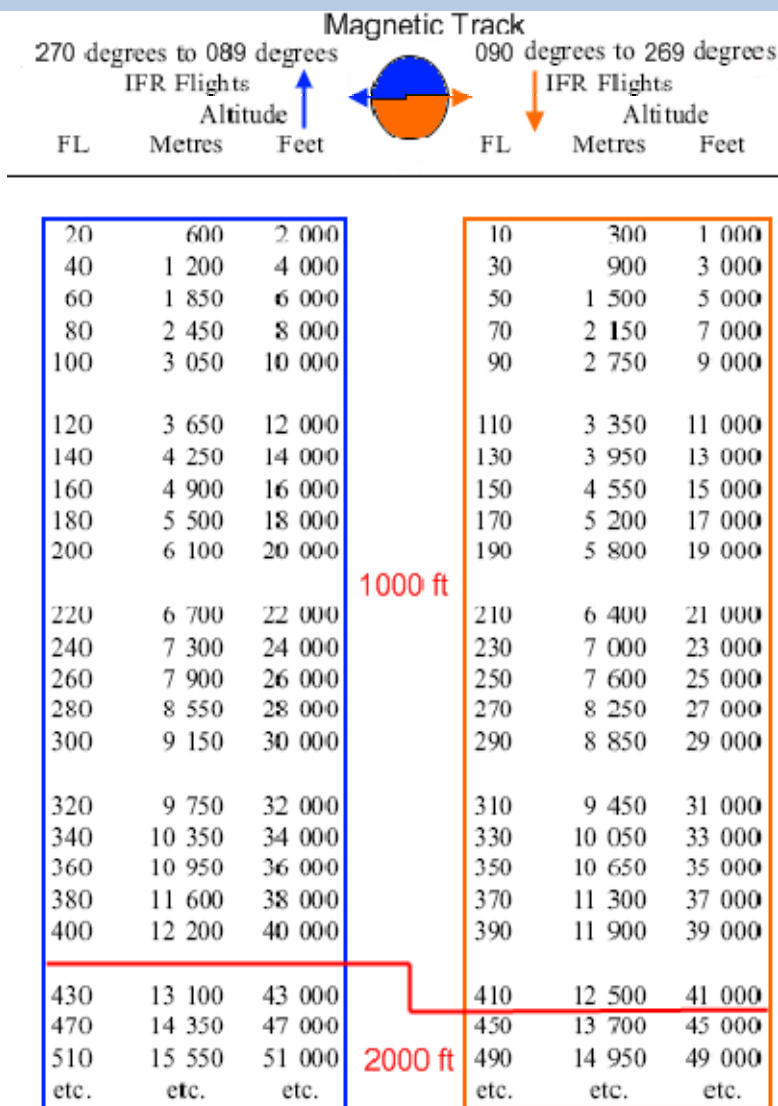 Magnetic Track
270 degrees to 089 degrees 090 degrees to 269 degrees
IFR Flights IFR Flights
Altitude Altitude
FL Metres Feet FL Metres Feet
20 600 2 000 10 300 1 000
40 1 200 4 000 30 900 3 000
60 1 850 6 000 50 1 500 5 000
80 2 450 8 000 70 2 150 7 000
100 3 050 10 000 90 2 750 9 000
120 3 650 12 000 110 3 350 11 000
140 4 250 14 000 130 3 950 13 000
160 4 900 16 000 150 4 550 15 000
180 5 500 18 000 170 5 200 17 000
200 6 100 20 000 190 5 800 19 000
1000 ft
220 6 700 22 000 210 6 400 21 000
240 7 300 24 000 230 7 000 23 000
260 7 900 26 000 250 7 600 25 000
280 8 550 28 000 270 8 250 27 000
300 9 150 30 000 290 8 850 29 000
320 9 750 32 000 310 9 450 31 000
340 10 350 34 000 330 10 050 33 000
360 10 950 36 000 350 10 650 35 000
380 11 600 38 000 370 11 300 37 000
400 12 200 40 000 390 11 900 39 000
430 13 100 43 000 410 12 500 41 000
470 14 350 47 000 450 13 700 45 000
510 15 550 51 000 2000 ft 490 14 950 49 000
etc. etc. etc. etc. etc. etc.